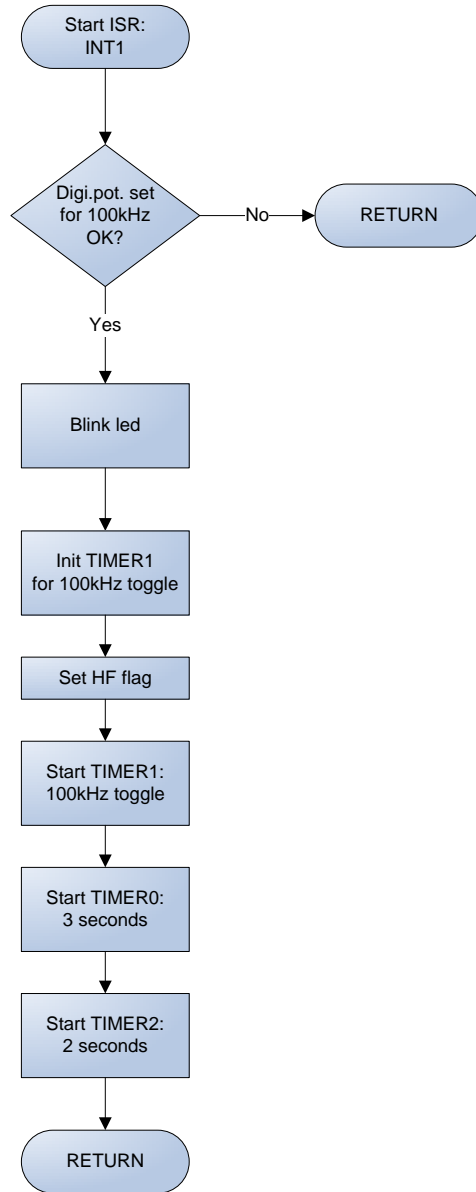 Start ISR:
INT1
Digi.pot. set
for 100kHz
OK?
No
RETURN
Yes
Blink led
Init TIMER1
for 100kHz toggle
Set HF flag
Start TIMER1:
100kHz toggle
Start TIMER0:
3 seconds
Start TIMER2:
2 seconds
RETURN